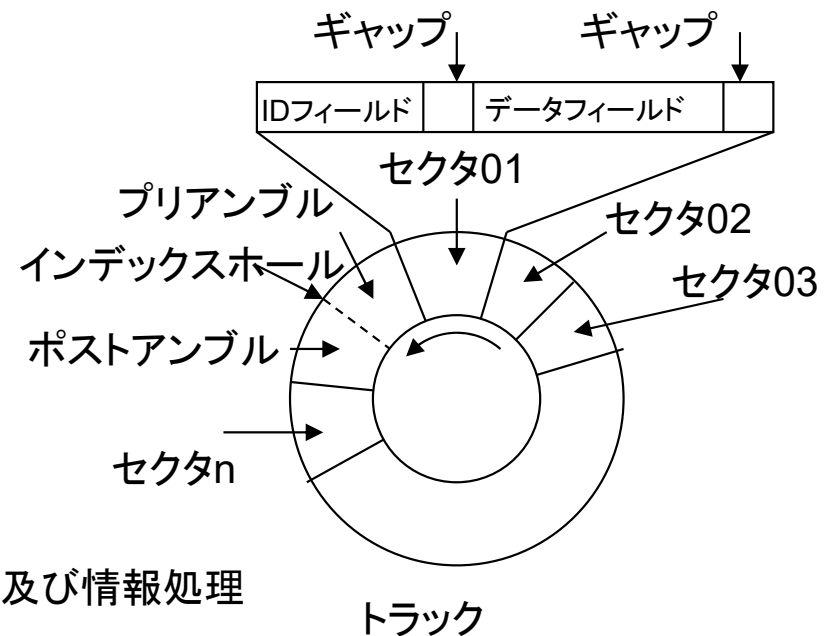 ギャップ ギャップ
IDフィールド データフィールド
セクタ01
プリアンブル
セクタ02
インデックスホール
セクタ03
ポストアンブル
セクタn
及び情報処理
トラック